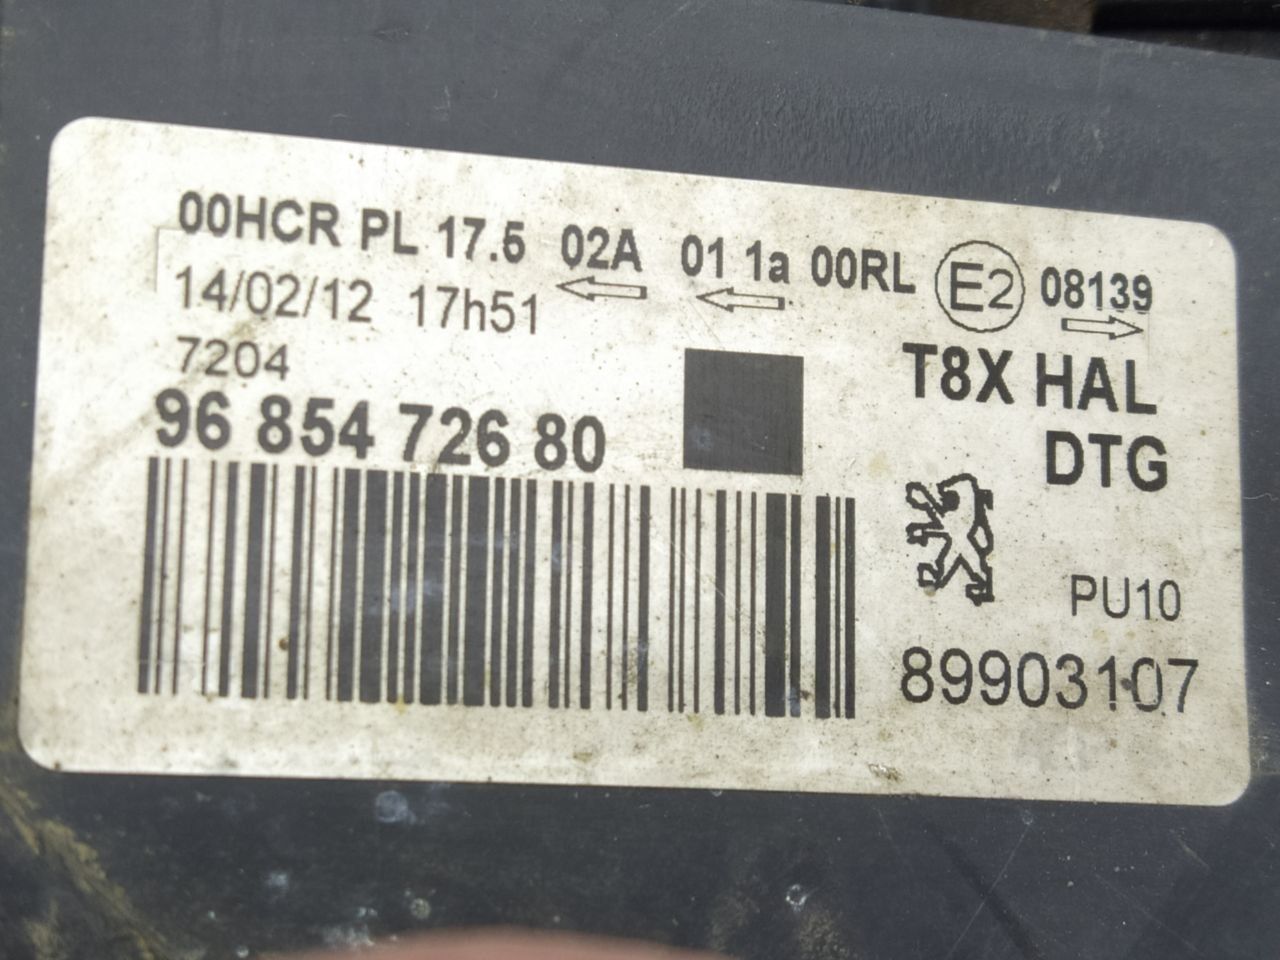 00HCR PL 17.5 02A 01 1a 00RL E2 08139
14/02/12 17h51
7204
96 854 726 80
T8X HAL
DTG
PU10
89903107